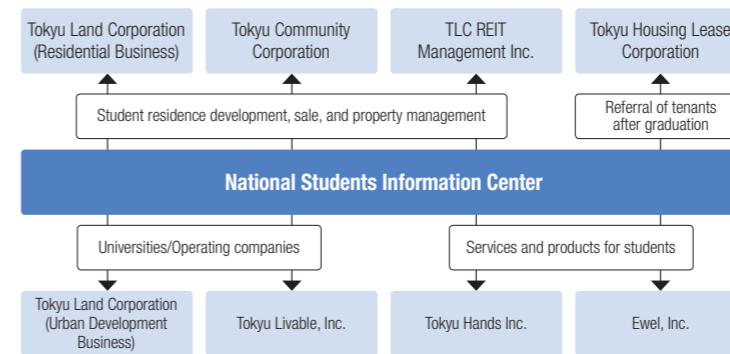 Tokyu Land Corporation
(Residential Business)
Tokyu Community
Corporation
TLC REIT
Management Inc.
Tokyu Housing Lease
Corporation
Student residence development, sale, and property management
Referral of tenants
after graduation
National Students Information Center
Universities/Operating companies
Services and products for students
Tokyu Land Corporation
(Urban Development
Business)
Tokyu Livable, Inc.
Tokyu Hands Inc.
Ewel, Inc.